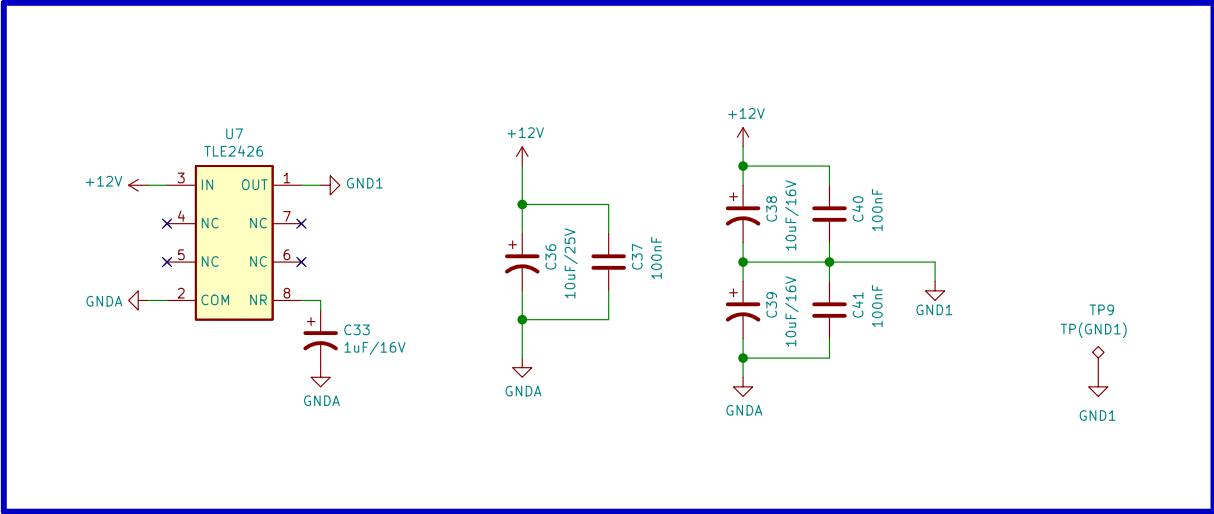 U7
TLE2426
+12V
3
IN
OUT
1
GND1
4
NC
NC
7
5
NC
NC
6
GNDA
2
COM
NR
8
+
C33
1uF/16V
GNDA
+12V
+
C36
10uF/25V
C37
100nF
GNDA
+12V
+
C38
10uF/16V
C40
100nF
+
C39
10uF/16V
C41
100nF
GND1
GNDA
TP9
TP(GND1)
GND1